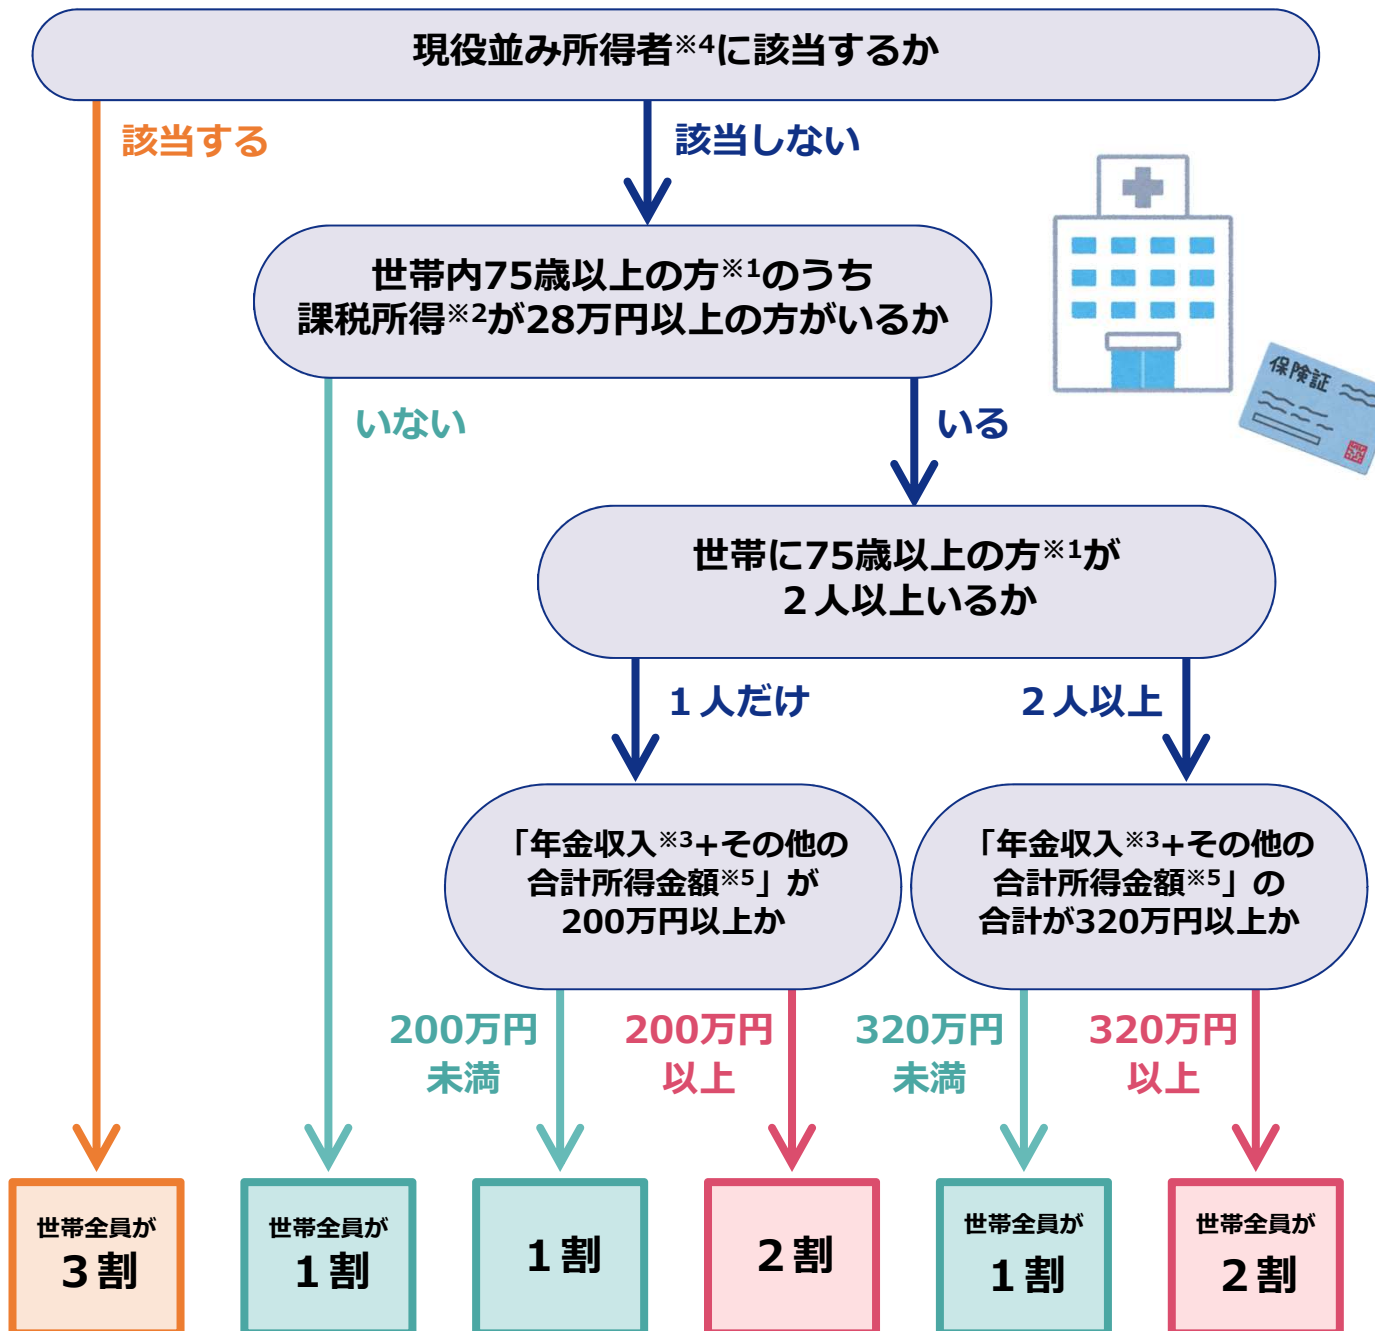 現役並み所得者※4に該当するか
該当する
該当しない
世帯内75歳以上の方※1のうち
課税所得※2が28万円以上の方がいるか
保険証
いない
いる
世帯に75歳以上の方※1が
２人以上いるか
１人だけ
２人以上
「年金収入※3+その他の
合計所得金額※5」が
200万円以上か
「年金収入※3+その他の
合計所得金額※5」の
合計が320万円以上か
200万円
未満
200万円
以上
320万円
未満
320万円
以上
世帯全員が
３割
世帯全員が
１割
１割
２割
世帯全員が
１割
世帯全員が
２割